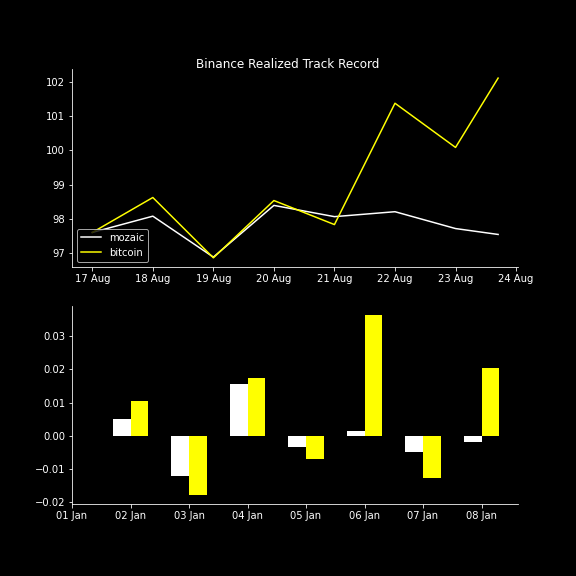 Binance Realized Track Record
102
101
100
99
98
97
mozaic
bitcoin
17 Aug 18 Aug 19 Aug 20 Aug 21 Aug 22 Aug 23 Aug 24 Aug
0.03
0.02
0.01
0.00
−0.01
−0.02
01 Jan 02 Jan 03 Jan 04 Jan 05 Jan 06 Jan 07 Jan 08 Jan